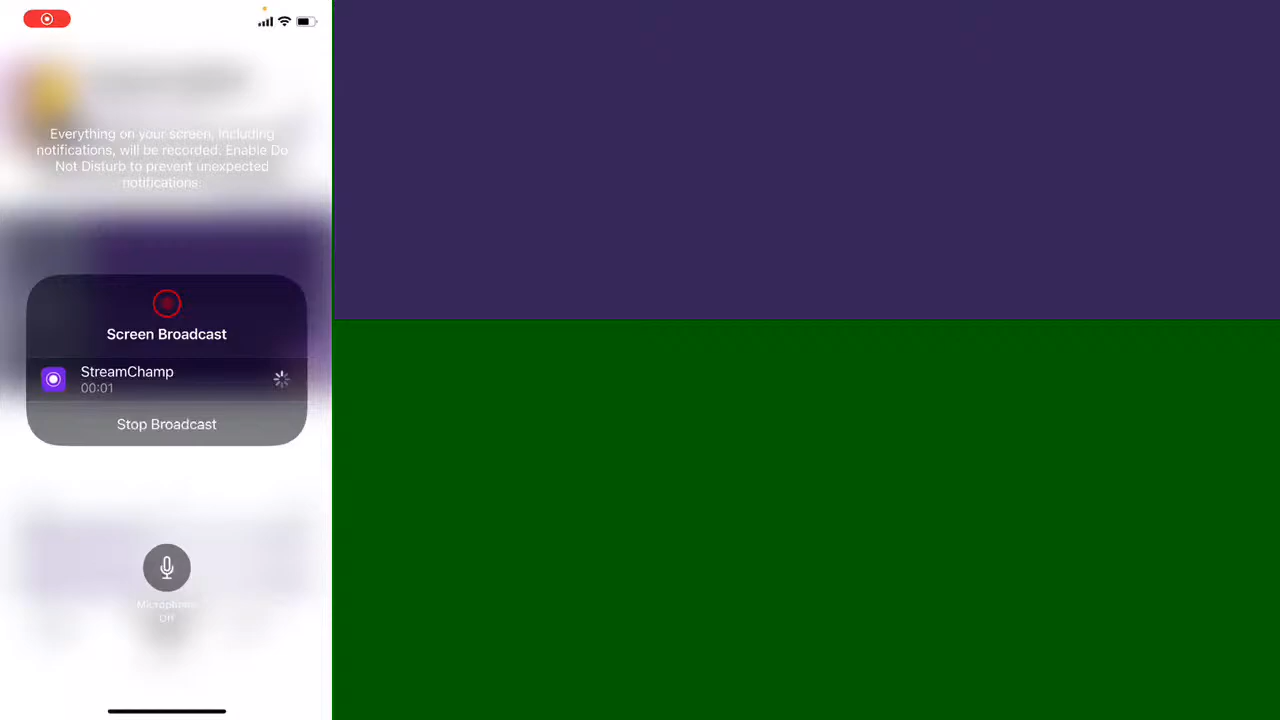 Everything on your screen, including
notifications, will be recorded. Enable Do
Not Disturb to prevent unexpected
notifications.
Screen Broadcast
StreamChamp
00:01
Stop Broadcast
Microphone
Off